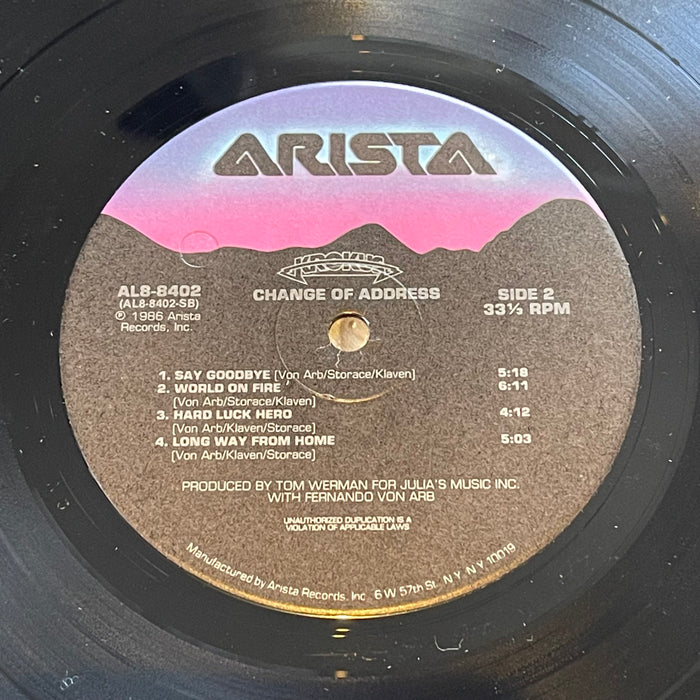 ARISTA
KROKUS
CHANGE OF ADDRESS
AL8-8402
(AL8-8402-SB)
℗ 1986 Arista
Records, Inc.
SIDE 2
33⅓ RPM
1. SAY GOODBYE (Von Arb/Storace/Klaven) 5:18
2. WORLD ON FIRE 6:11
(Von Arb/Storace/Klaven)
3. HARD LUCK HERO 4:12
(Von Arb/Klaven/Storace)
4. LONG WAY FROM HOME 5:03
(Von Arb/Klaven/Storace)
PRODUCED BY TOM WERMAN FOR JULIA'S MUSIC INC.
WITH FERNANDO VON ARB
UNAUTHORIZED DUPLICATION IS A
VIOLATION OF APPLICABLE LAWS
Manufactured by Arista Records, Inc. 6 W 57th St. N.Y. N.Y. 10019